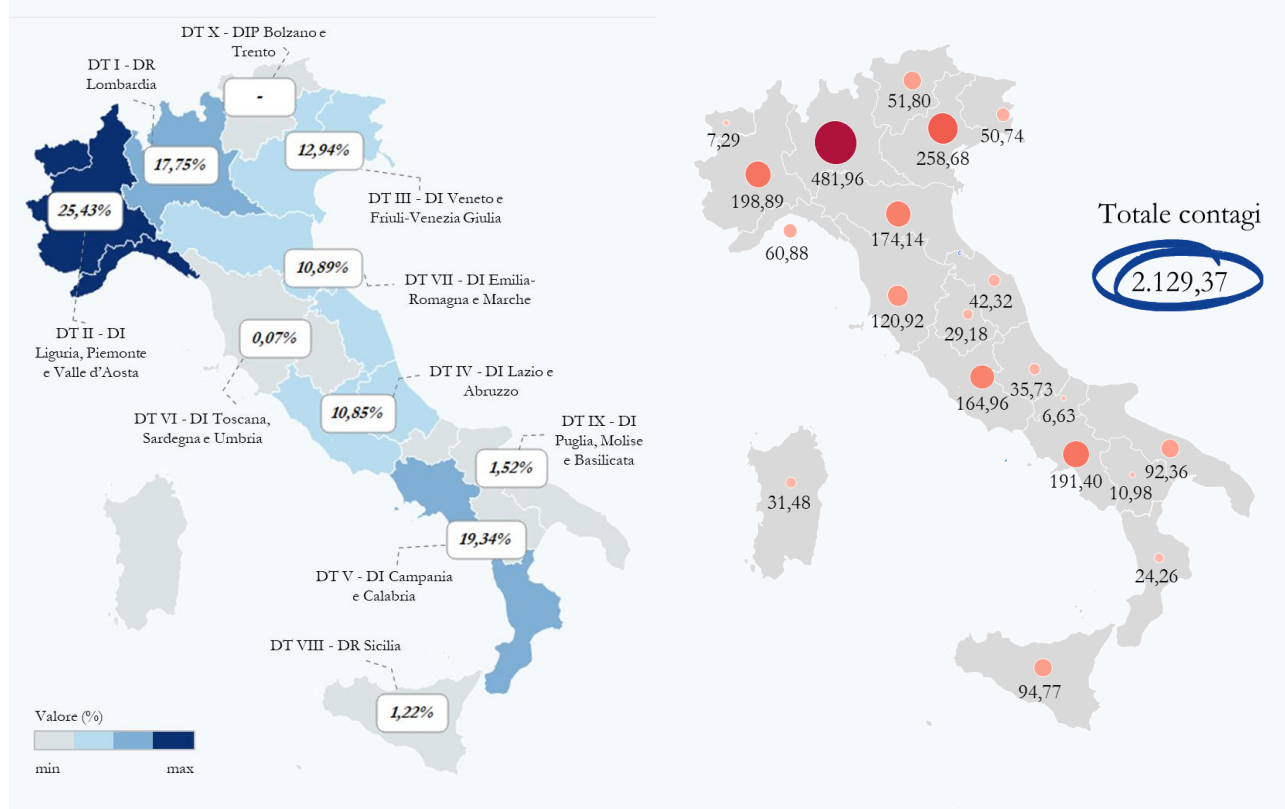 DT X - DIP Bolzano e
Trento
DT I - DR
Lombardia
-
17,75%
12,94%
25,43%
DT III - DI Veneto e
Friuli-Venezia Giulia
10,89%
DT VII - DI Emilia-
Romagna e Marche
DT II - DI
Liguria, Piemonte
e Valle d'Aosta
0,07%
DT IV - DI Lazio e
Abruzzo
10,85%
DT VI - DI Toscana,
Sardegna e Umbria
DT IX - DI
Puglia, Molise
e Basilicata
1,52%
19,34%
DT V - DI Campania
e Calabria
DT VIII - DR Sicilia
1,22%
Valore (%)
min
max
51,80
7,29
50,74
258,68
481,96
198,89
174,14
60,88
42,32
120,92
29,18
35,73
164,96
6,63
191,40
92,36
10,98
31,48
24,26
94,77
Totale contagi
2.129,37